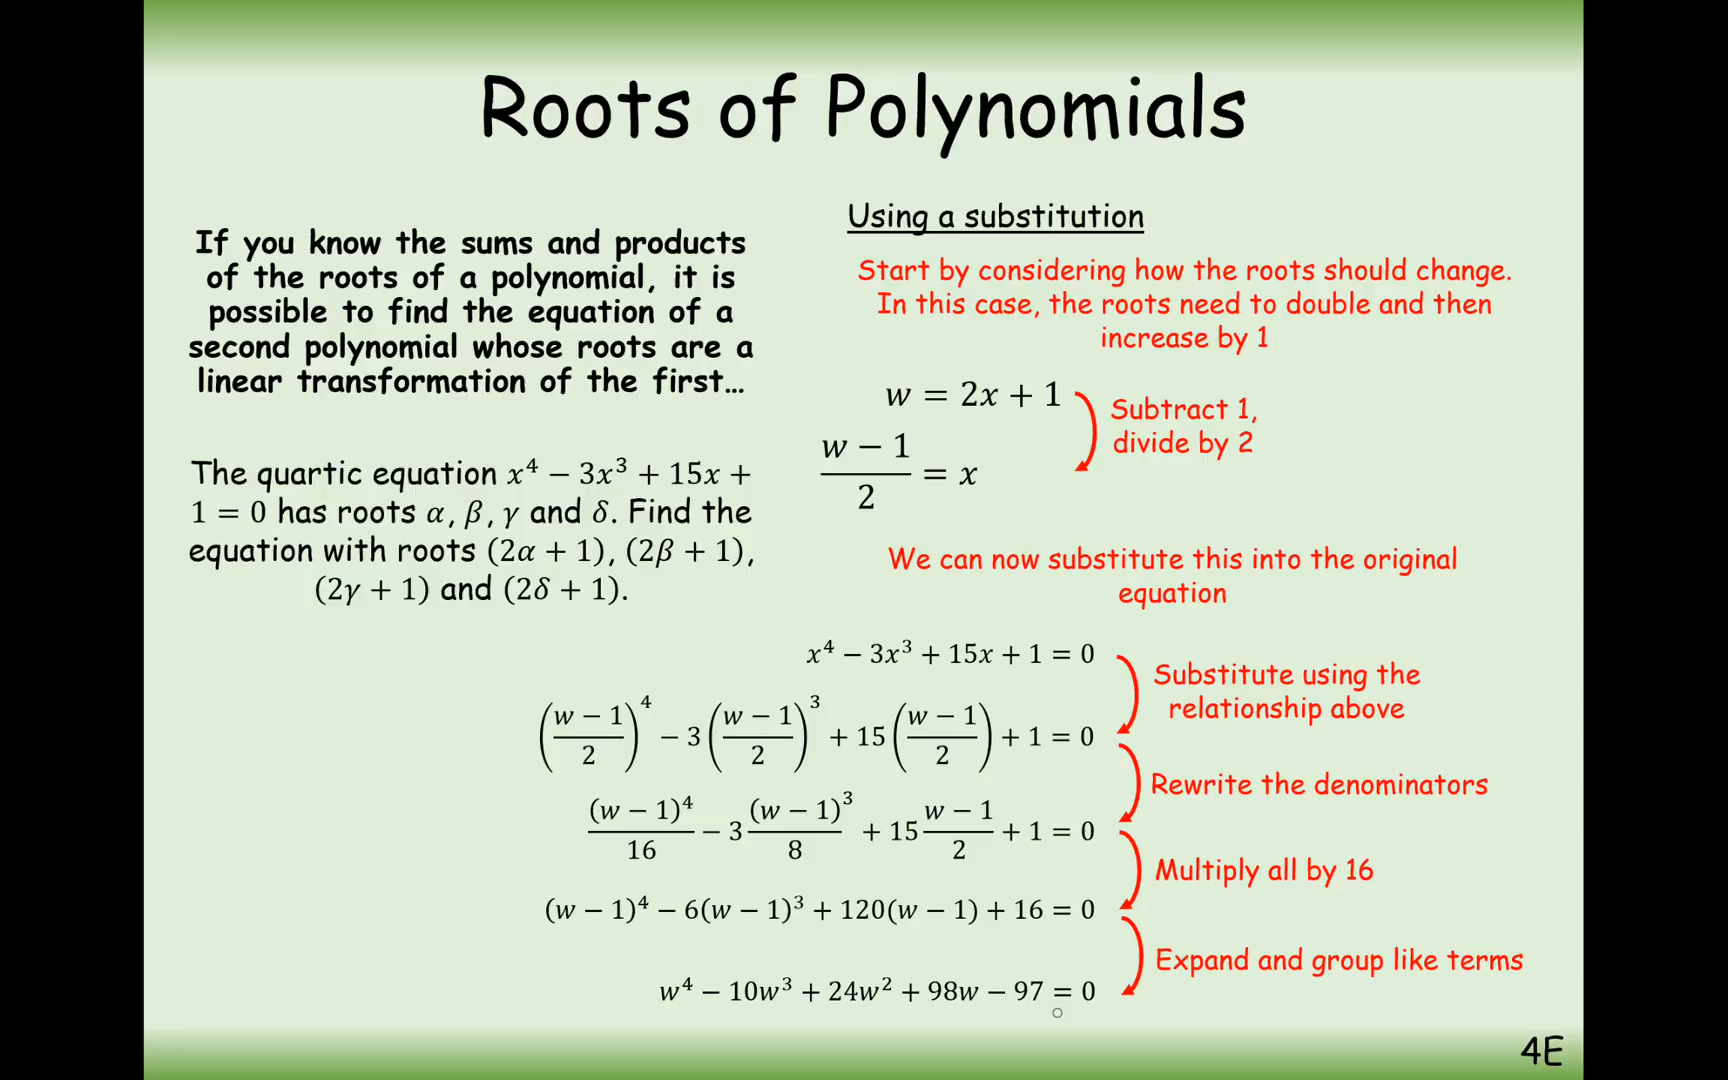 Roots of Polynomials
If you know the sums and products
of the roots of a polynomial, it is
possible to find the equation of a
second polynomial whose roots are a
linear transformation of the first…
The quartic equation x⁴ − 3x³ + 15x +
1 = 0 has roots α, β, γ and δ. Find the
equation with roots (2α + 1), (2β + 1),
(2γ + 1) and (2δ + 1).
Using a substitution
Start by considering how the roots should change.
In this case, the roots need to double and then
increase by 1
w = 2x + 1
Subtract 1,
divide by 2
(w − 1)/2 = x
We can now substitute this into the original
equation
x⁴ − 3x³ + 15x + 1 = 0
Substitute using the
relationship above
((w − 1)/2)⁴ − 3((w − 1)/2)³ + 15((w − 1)/2) + 1 = 0
Rewrite the denominators
(w − 1)⁴/16 − 3 (w − 1)³/8 + 15 (w − 1)/2 + 1 = 0
Multiply all by 16
(w − 1)⁴ − 6(w − 1)³ + 120(w − 1) + 16 = 0
Expand and group like terms
w⁴ − 10w³ + 24w² + 98w − 97 = 0
4E